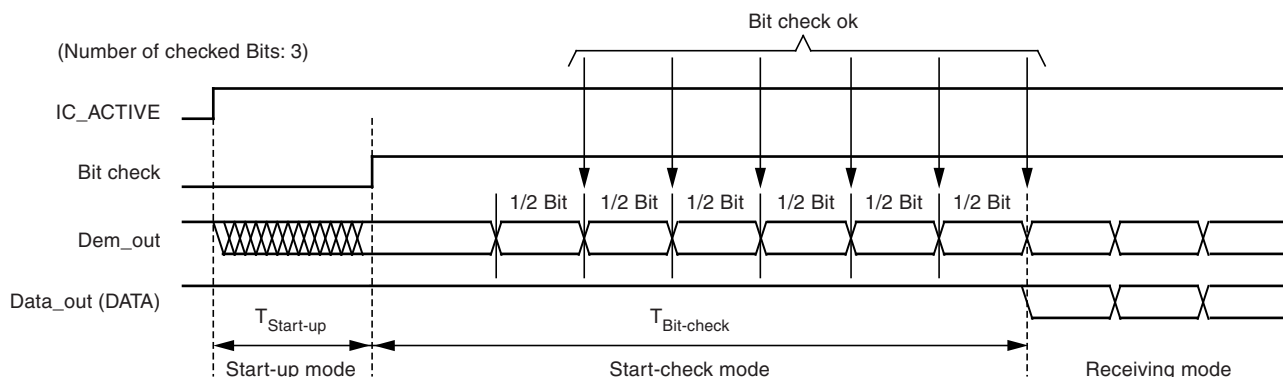 Bit check ok
(Number of checked Bits: 3)
IC_ACTIVE
Bit check
1/2 Bit 1/2 Bit 1/2 Bit 1/2 Bit 1/2 Bit 1/2 Bit
Dem_out
Data_out (DATA)
TStart-up TBit-check
Start-up mode Start-check mode Receiving mode